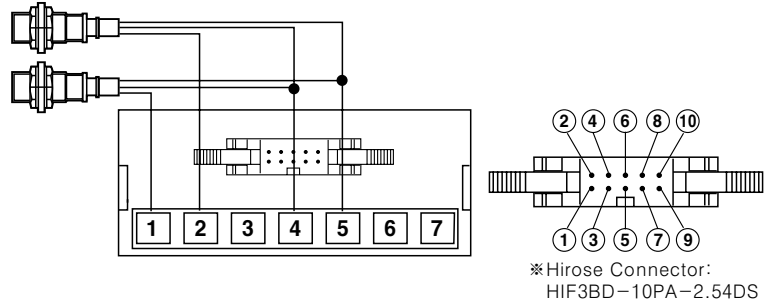 ② ④ ⑥ ⑧ ⑩
1 2 3 4 5 6 7
① ③ ⑤ ⑦ ⑨
※Hirose Connector:
HIF3BD-10PA-2.54DS